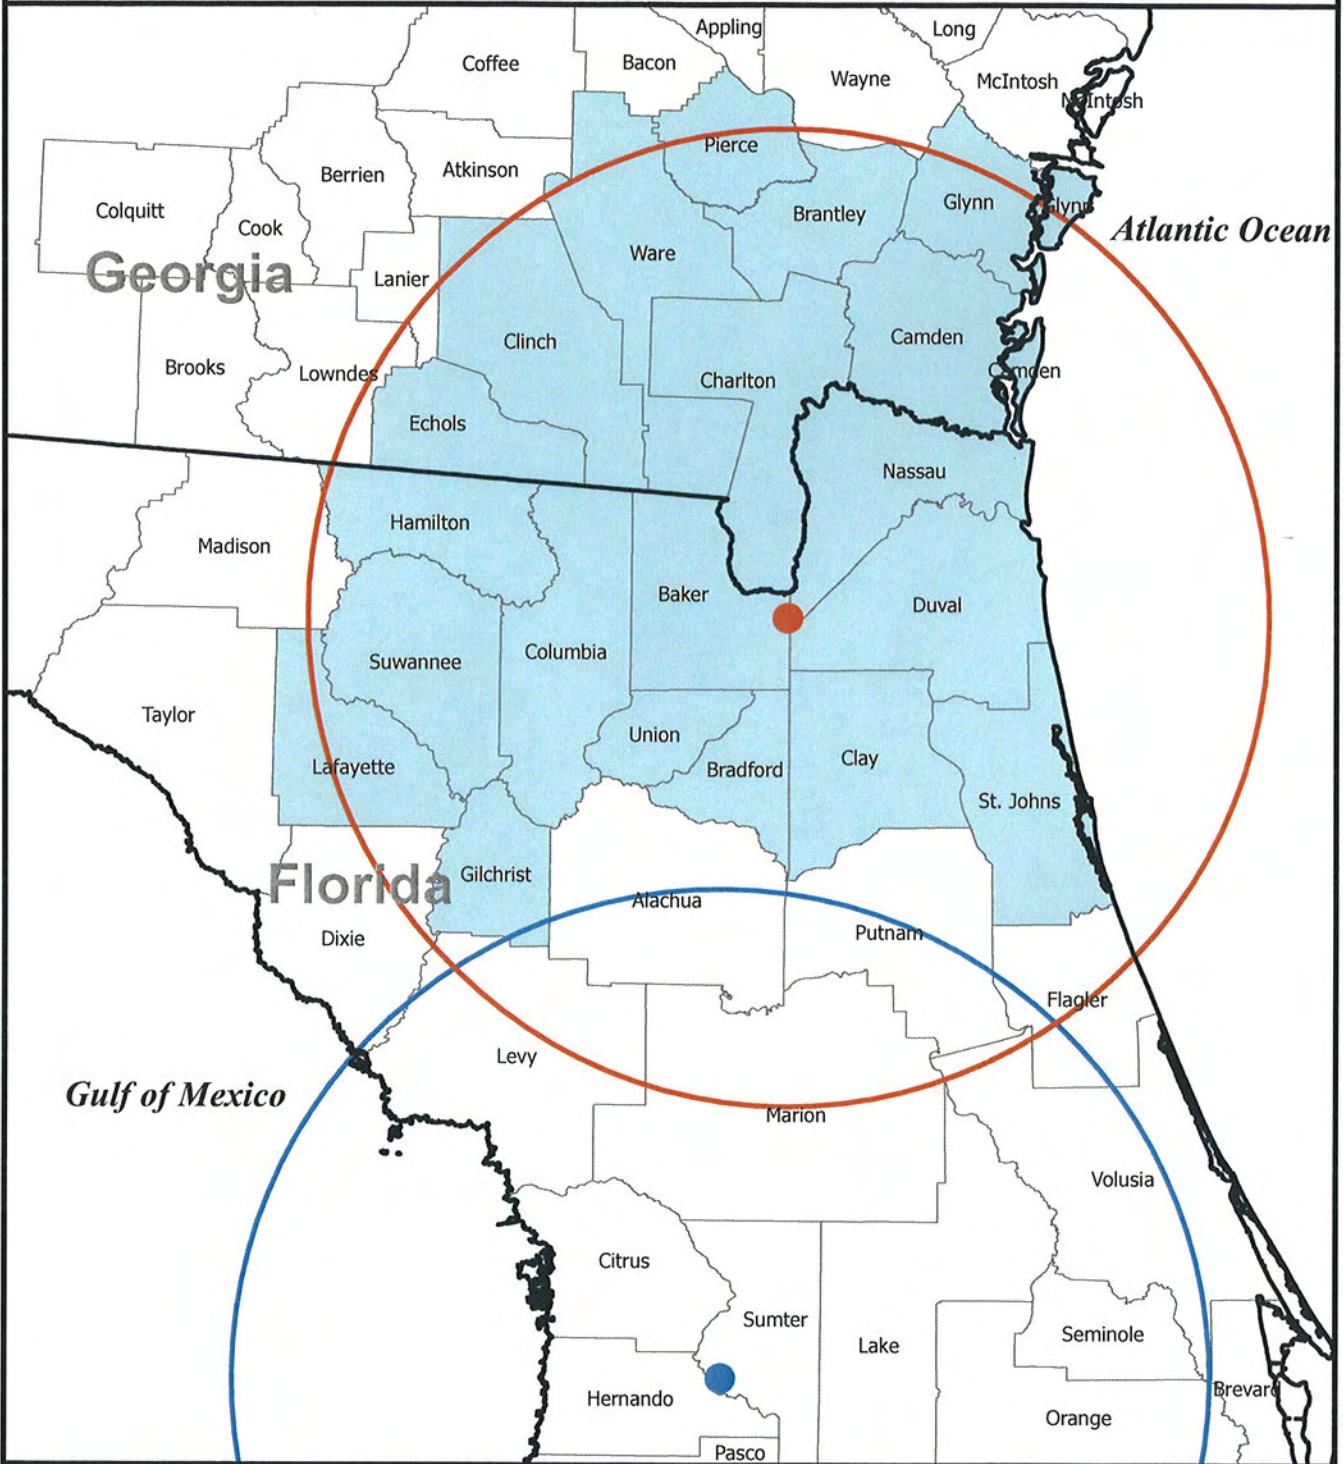 Appling
Long
Coffee
Bacon
Wayne
McIntosh
McIntosh
Pierce
Berrien
Atkinson
Colquitt
Cook
Glynn
Glynn
Brantley
Atlantic Ocean
Ware
Georgia
Lanier
Clinch
Camden
Brooks
Lowndes
Charlton
Camden
Echols
Nassau
Hamilton
Madison
Baker
Duval
Suwannee
Columbia
Taylor
Union
Lafayette
Bradford
Clay
St. Johns
Florida
Gilchrist
Alachua
Dixie
Putnam
Flagler
Levy
Gulf of Mexico
Marion
Volusia
Citrus
Sumter
Seminole
Lake
Hernando
Brevard
Orange
Pasco